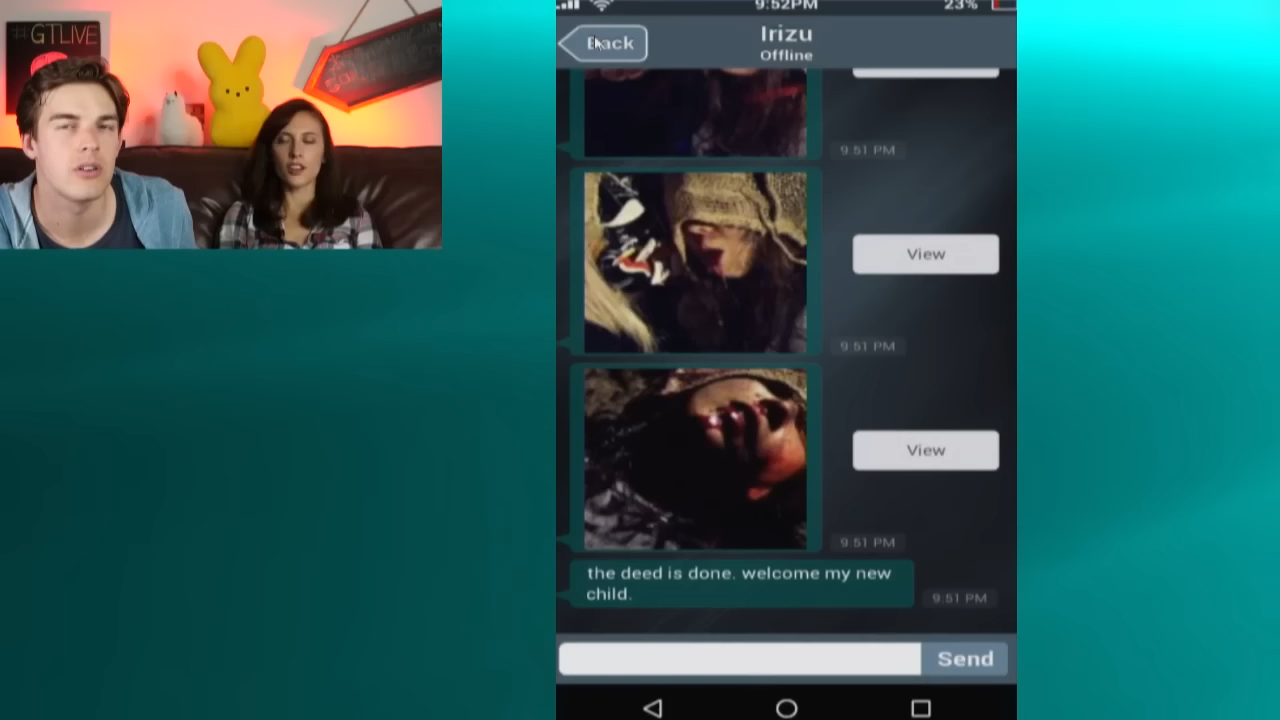 #GTLIVE
9:52PM
23%
Back
Irizu
Offline
9:51 PM
View
9:51 PM
View
9:51 PM
the deed is done. welcome my new
child.
9:51 PM
Send